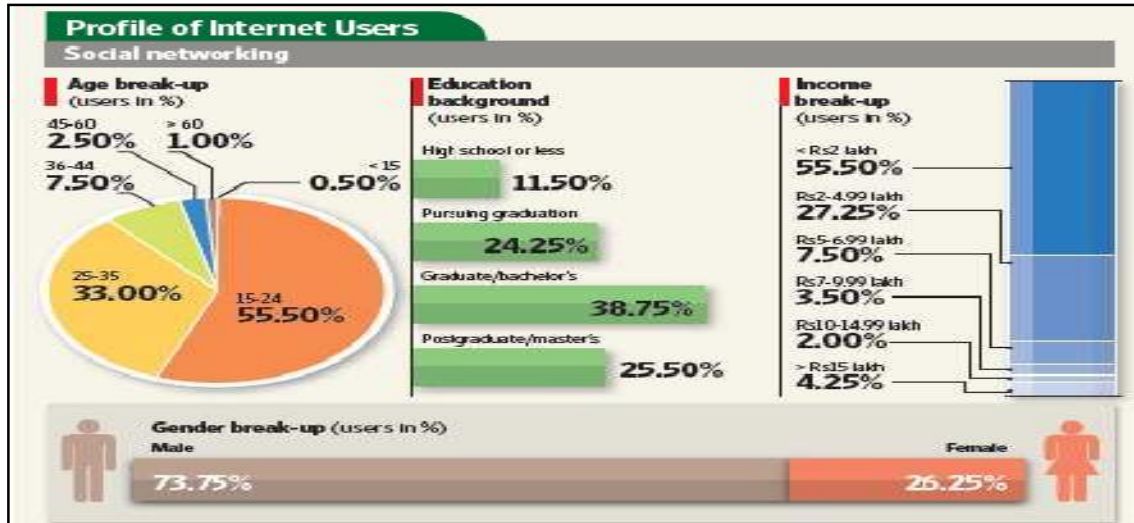 Profile of Internet Users
Social networking
Age break-up
(users in %)
45-60
2.50%
> 60
1.00%
36-44
7.50%
< 15
0.50%
25-35
33.00%
15-24
55.50%
Education
background
(users in %)
High school or less
11.50%
Pursuing graduation
24.25%
Graduate/bachelor's
38.75%
Postgraduate/master's
25.50%
Income
break-up
(users in %)
< Rs2 lakh
55.50%
Rs2-4.99 lakh
27.25%
Rs5-6.99 lakh
7.50%
Rs7-9.99 lakh
3.50%
Rs10-14.99 lakh
2.00%
> Rs15 lakh
4.25%
Gender break-up (users in %)
Male
Female
73.75%
26.25%